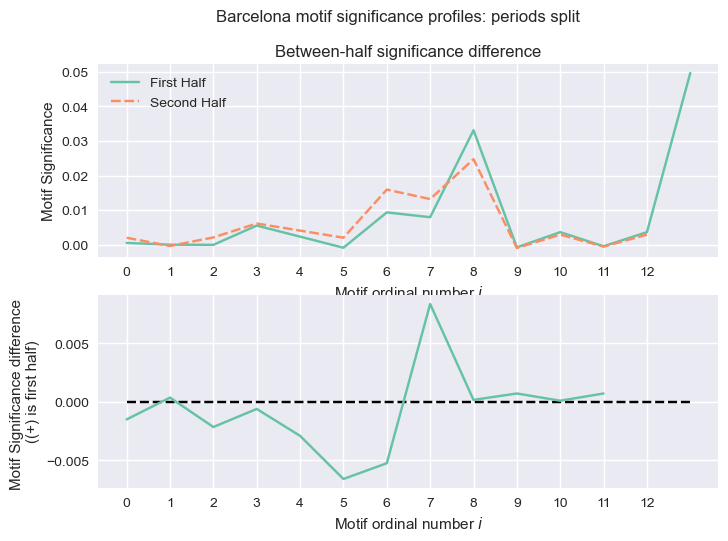 Barcelona motif significance profiles: periods split
Between-half significance difference
Motif Significance
0.05
0.04
0.03
0.02
0.01
0.00
First Half
Second Half
0 1 2 3 4 5 6 7 8 9 10 11 12
Motif ordinal number i
Motif Significance difference
((+) is first half)
0.005
0.000
−0.005
0 1 2 3 4 5 6 7 8 9 10 11 12
Motif ordinal number i